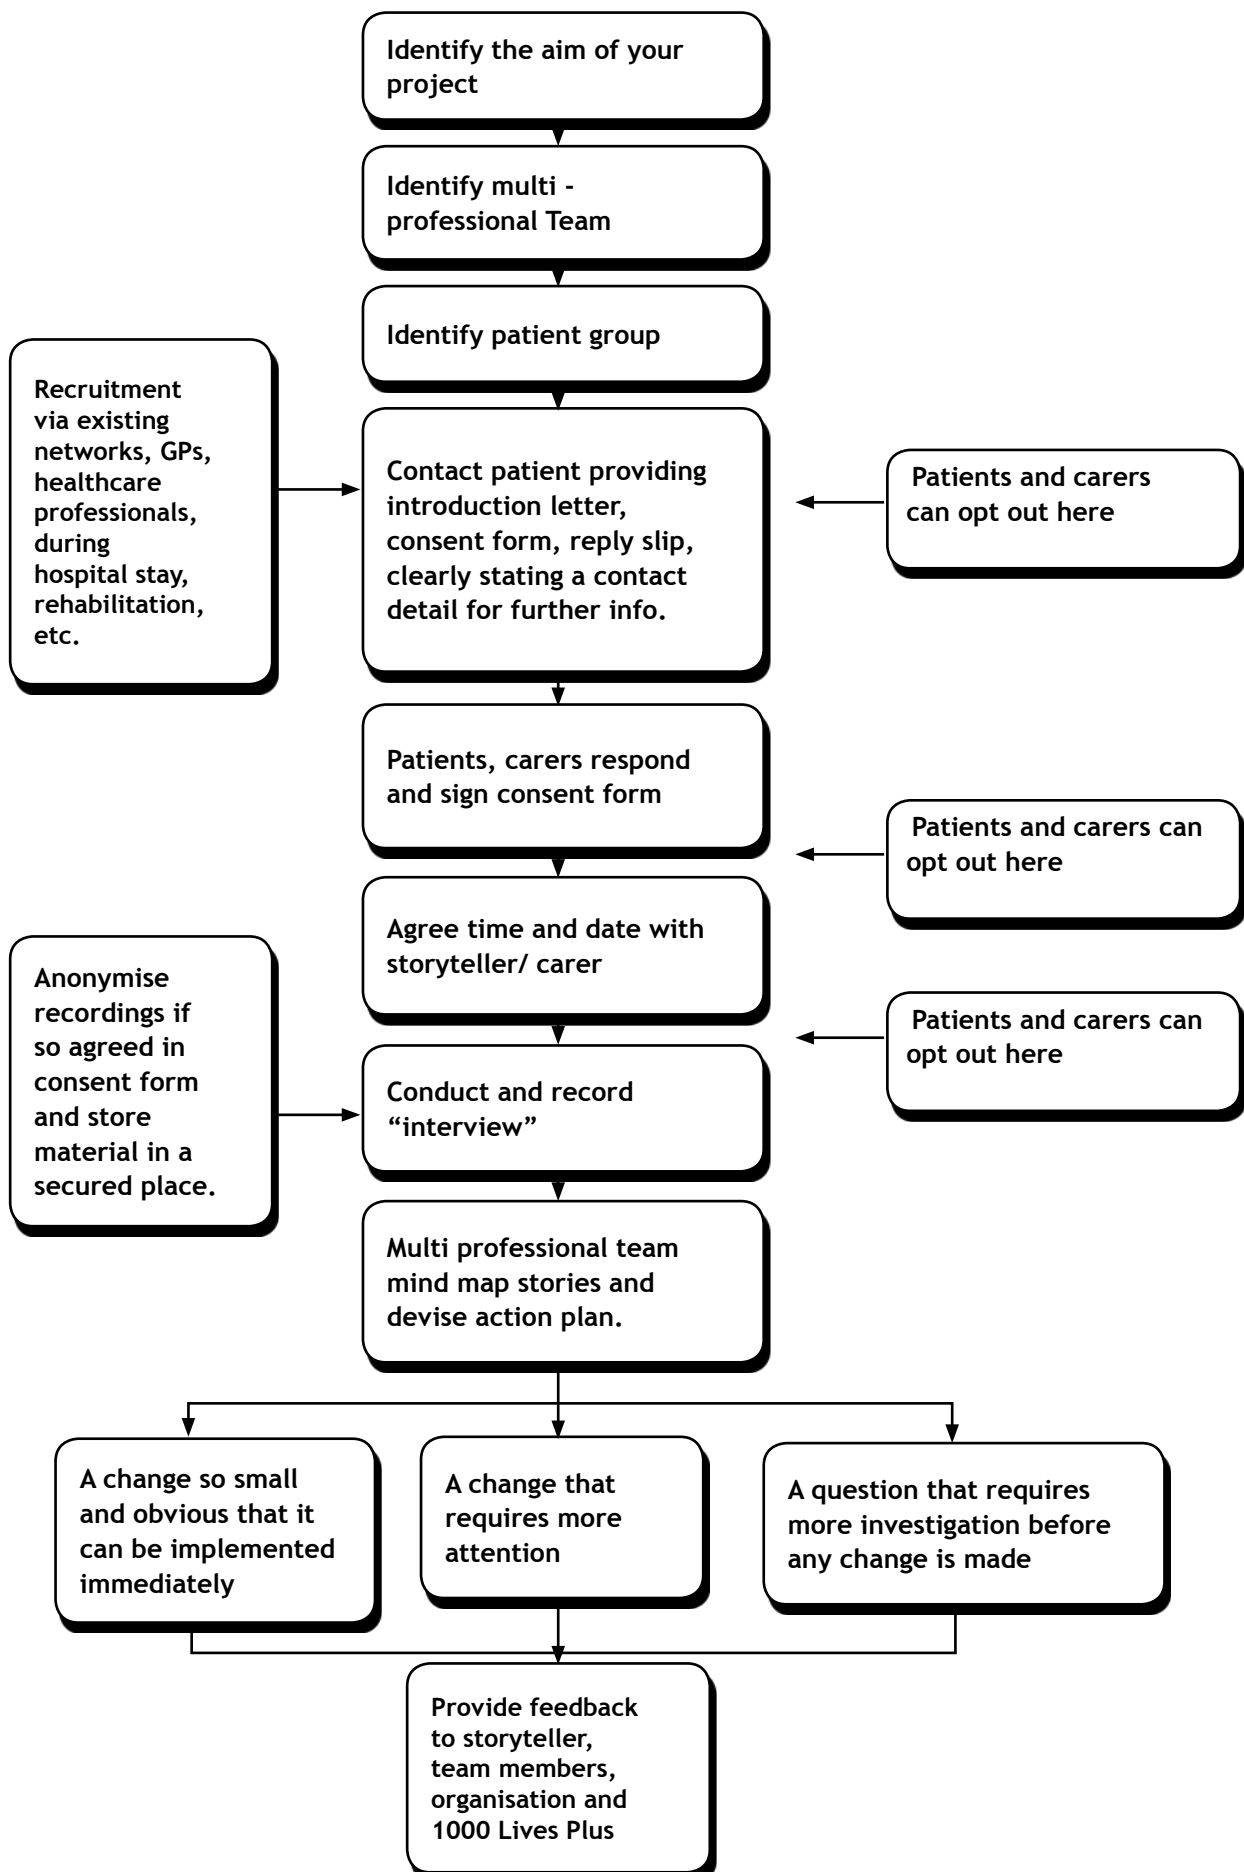 Identify the aim of your
project
Identify multi -
professional Team
Identify patient group
Recruitment
via existing
networks, GPs,
healthcare
professionals,
during
hospital stay,
rehabilitation,
etc.
Contact patient providing
introduction letter,
consent form, reply slip,
clearly stating a contact
detail for further info.
Patients and carers
can opt out here
Patients, carers respond
and sign consent form
Patients and carers can
opt out here
Agree time and date with
storyteller/ carer
Patients and carers can
opt out here
Anonymise
recordings if
so agreed in
consent form
and store
material in a
secured place.
Conduct and record
“interview”
Multi professional team
mind map stories and
devise action plan.
A change so small
and obvious that it
can be implemented
immediately
A change that
requires more
attention
A question that requires
more investigation before
any change is made
Provide feedback
to storyteller,
team members,
organisation and
1000 Lives Plus